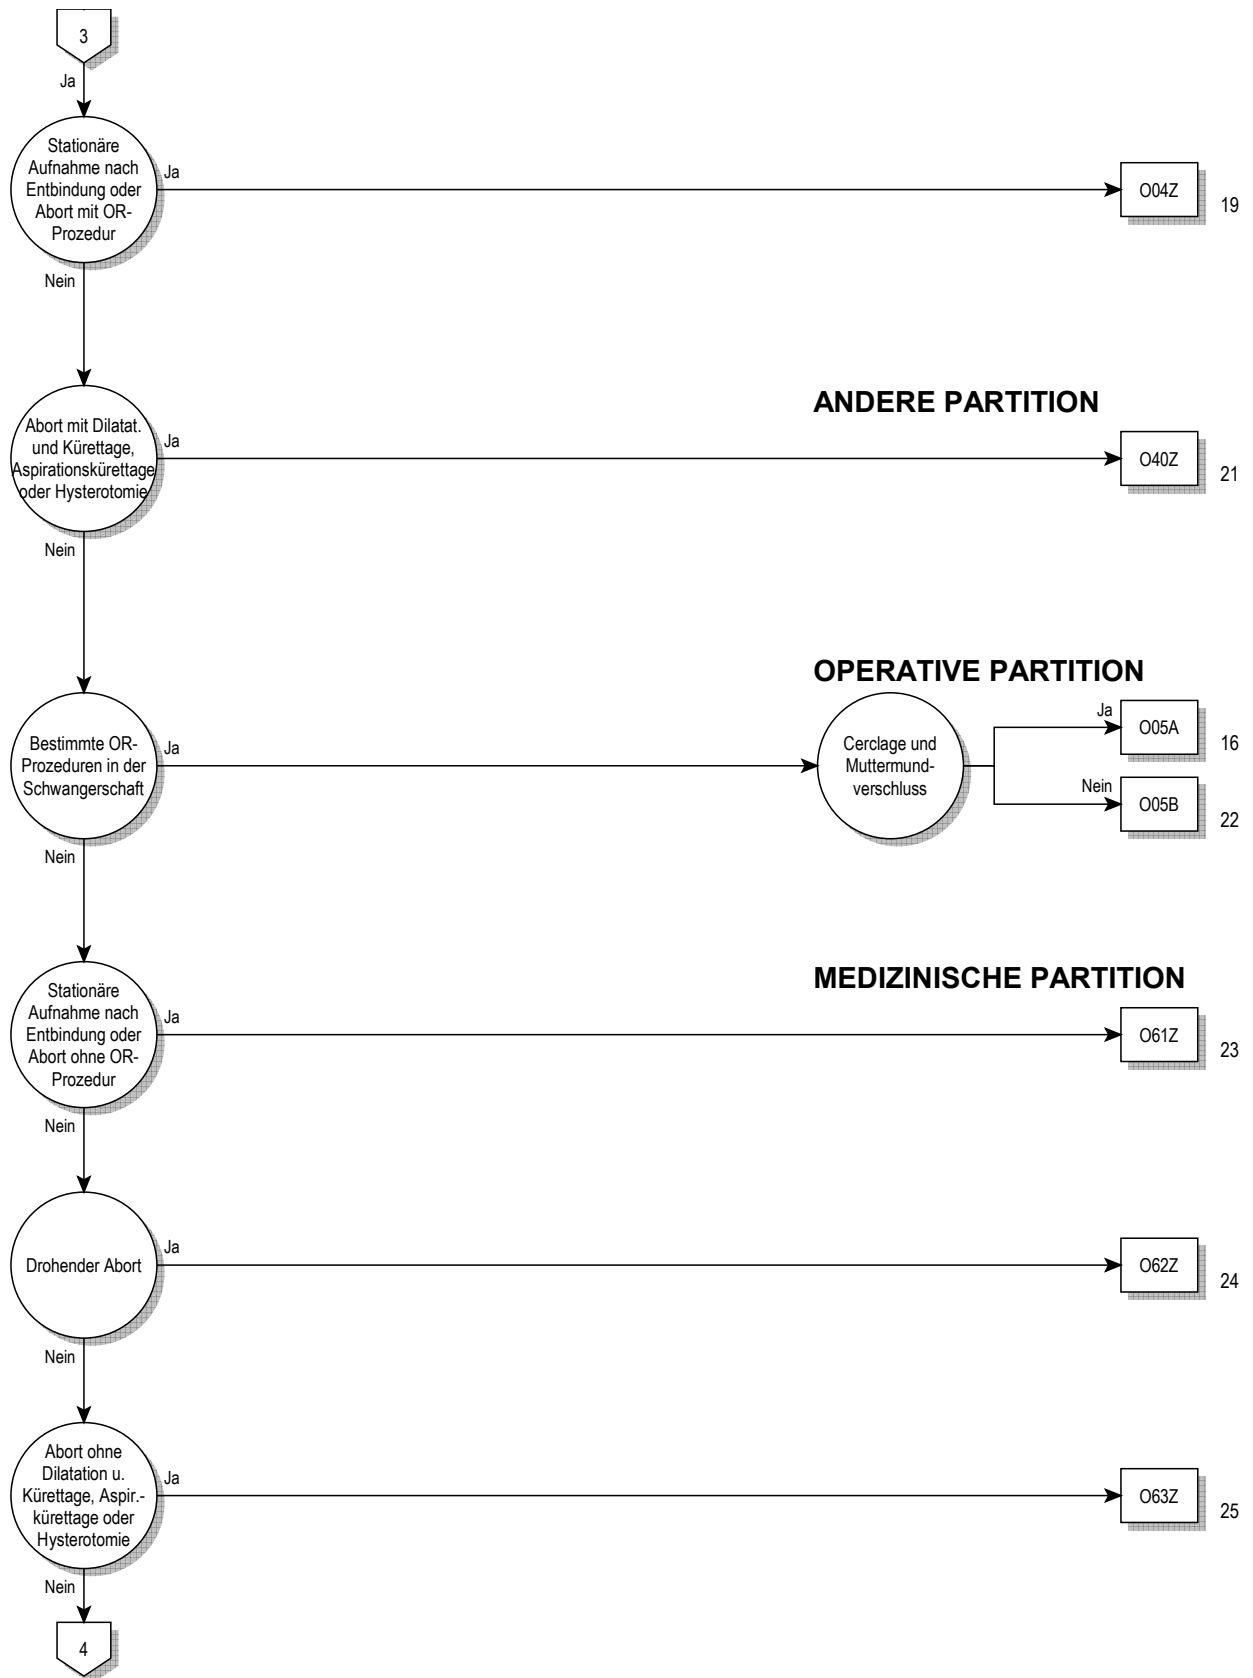 3
Ja
Stationäre
Aufnahme nach
Entbindung oder
Abort mit OR-
Prozedur
Ja
O04Z
19
Nein
ANDERE PARTITION
Abort mit Dilatat.
und Kürettage,
Aspirationskürettage
oder Hysterotomie
Ja
O40Z
21
Nein
OPERATIVE PARTITION
Bestimmte OR-
Prozeduren in der
Schwangerschaft
Ja
Cerclage und
Muttermund-
verschluss
Ja
O05A
16
Nein
O05B
22
Nein
MEDIZINISCHE PARTITION
Stationäre
Aufnahme nach
Entbindung oder
Abort ohne OR-
Prozedur
Ja
O61Z
23
Nein
Drohender Abort
Ja
O62Z
24
Nein
Abort ohne
Dilatation u.
Kürettage, Aspir.-
kürettage oder
Hysterotomie
Ja
O63Z
25
Nein
4